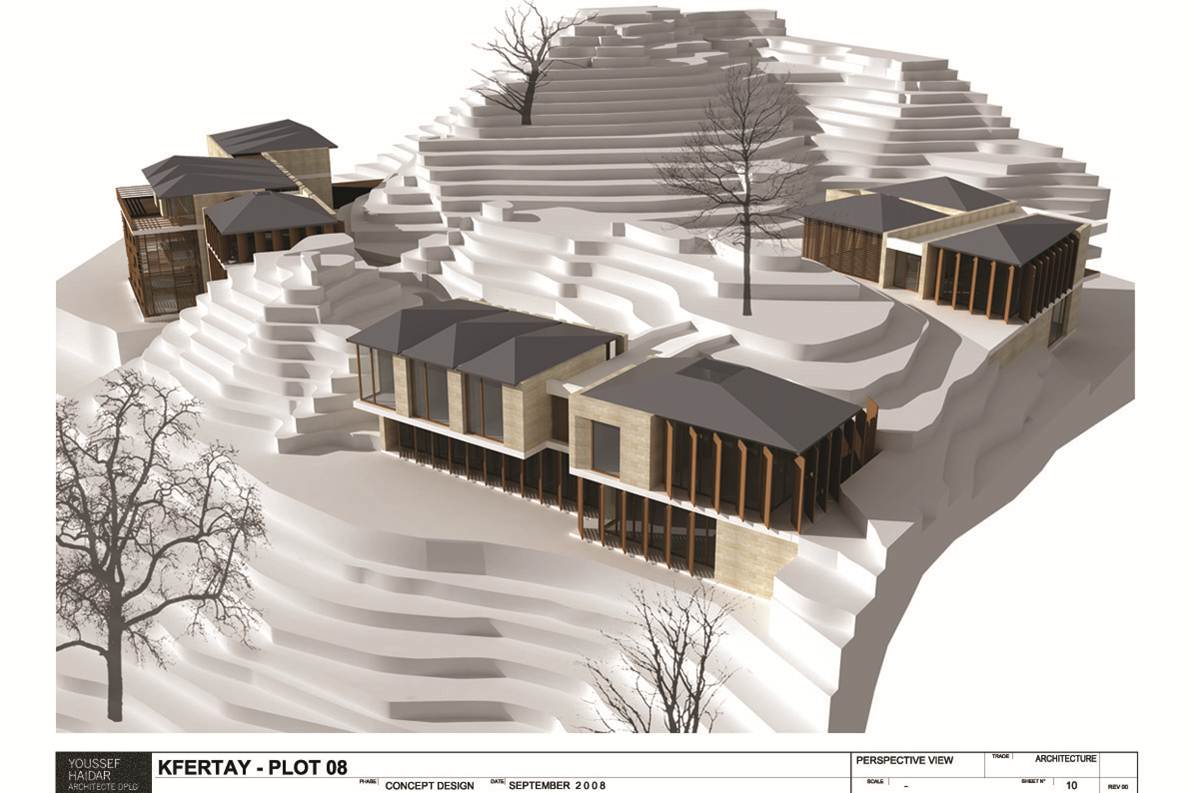 YOUSSEF
HAIDAR
ARCHITECTE DPLG
KFERTAY - PLOT 08
PHASE CONCEPT DESIGN DATE SEPTEMBER 2008
PERSPECTIVE VIEW
TRADE ARCHITECTURE
SCALE -
SHEET N° 10
REV 00